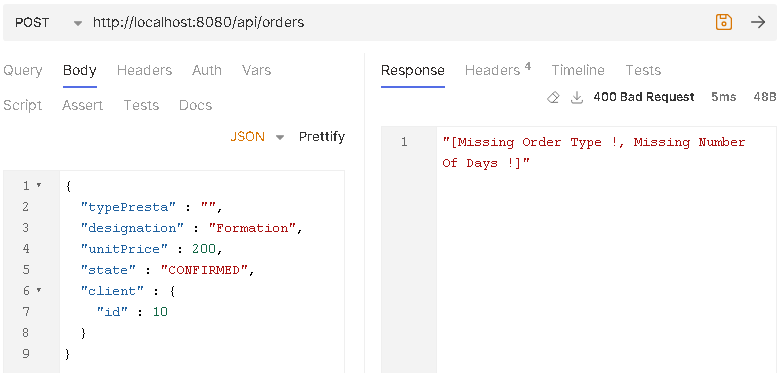 POST http://localhost:8080/api/orders
Query Body Headers Auth Vars
Script Assert Tests Docs
JSON Prettify
1 {
2 "typePresta" : "",
3 "designation" : "Formation",
4 "unitPrice" : 200,
5 "state" : "CONFIRMED",
6 "client" : {
7 "id" : 10
8 }
9 }
Response Headers 4 Timeline Tests
400 Bad Request 5ms 48B
1 "[Missing Order Type !, Missing Number
Of Days !]"